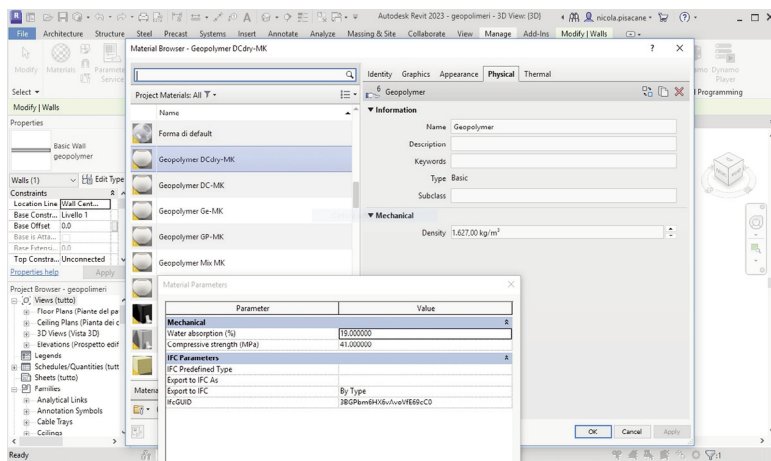 Autodesk Revit 2023 - geopolimeri - 3D View: {3D}
nicola.pisacane
File Architecture Structure Steel Precast Systems Insert Annotate Analyze Massing & Site Collaborate View Manage Add-Ins Modify | Walls
Modify Materials Service
Dynamo Player
Select
Programming
Modify | Walls
Properties
Basic Wall
geopolymer
Walls (1) Edit Type
Constraints
Location Line Wall Cent...
Base Constr... Livello 1
Base Offset 0.0
Base is Atta...
Base Extensi... 0.0
Top Constra... Unconnected
Properties help Apply
Project Browser - geopolimeri
Views (tutto)
Floor Plans (Piante del pa
Ceiling Plans (Pianta dei c
3D Views (Vista 3D)
Elevations (Prospetto edif
Legends
Schedules/Quantities (tutt
Sheets (tutto)
Families
Analytical Links
Annotation Symbols
Cable Trays
Ceilings
Ready
Material Browser - Geopolymer DCdry-MK
? X
Project Materials: All
Name
Forma di default
Geopolymer DCdry-MK
Geopolymer DC-MK
Geopolymer Ge-MK
Geopolymer GP-MK
Geopolymer Mix MK
Materia
Identity Graphics Appearance Physical Thermal
6 Geopolymer
Information
Name Geopolymer
Description
Keywords
Type Basic
Subclass
Mechanical
Density 1.627,00 kg/m³
OK Cancel Apply
Material Parameters
Parameter Value
Mechanical
Water absorption (%) 19.000000
Compressive strength (MPa) 41.000000
IFC Parameters
IFC Predefined Type
Export to IFC As
Export to IFC By Type
IfcGUID
:1